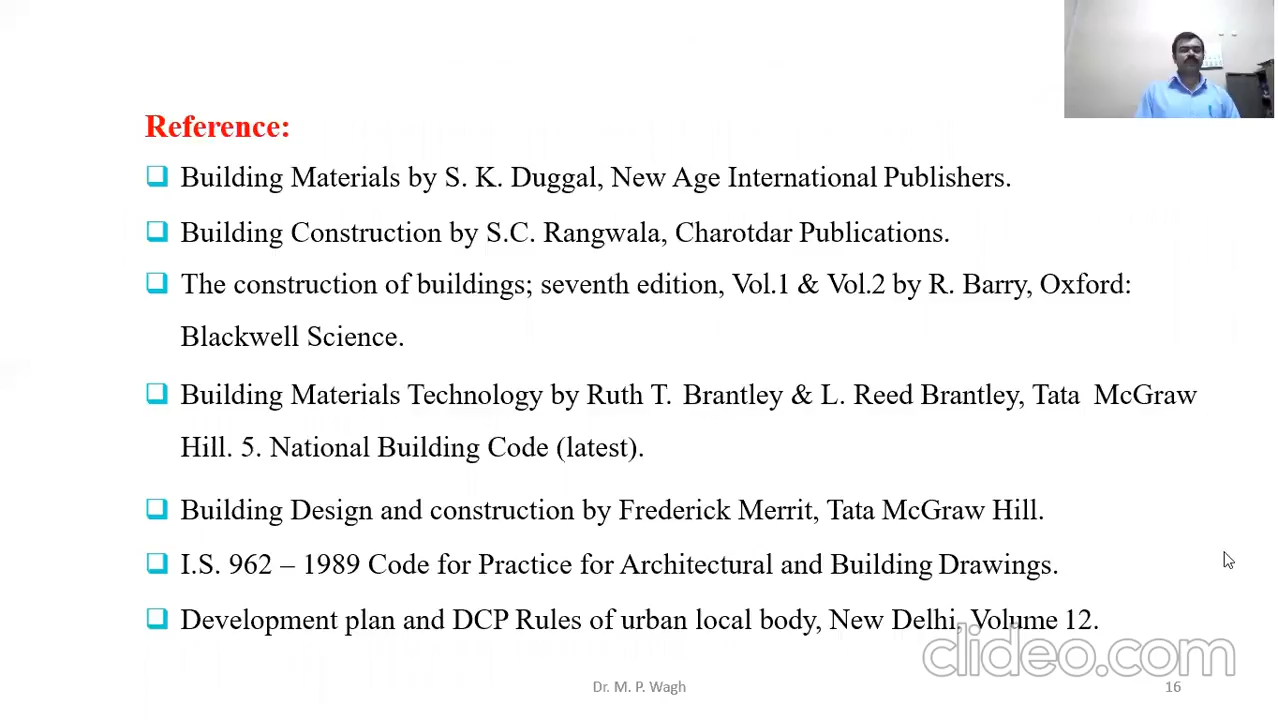 Reference:
Building Materials by S. K. Duggal, New Age International Publishers.
Building Construction by S.C. Rangwala, Charotdar Publications.
The construction of buildings; seventh edition, Vol.1 & Vol.2 by R. Barry, Oxford:
Blackwell Science.
Building Materials Technology by Ruth T. Brantley & L. Reed Brantley, Tata McGraw
Hill. 5. National Building Code (latest).
Building Design and construction by Frederick Merrit, Tata McGraw Hill.
I.S. 962 – 1989 Code for Practice for Architectural and Building Drawings.
Development plan and DCP Rules of urban local body, New Delhi, Volume 12.
clideo.com
Dr. M. P. Wagh
16